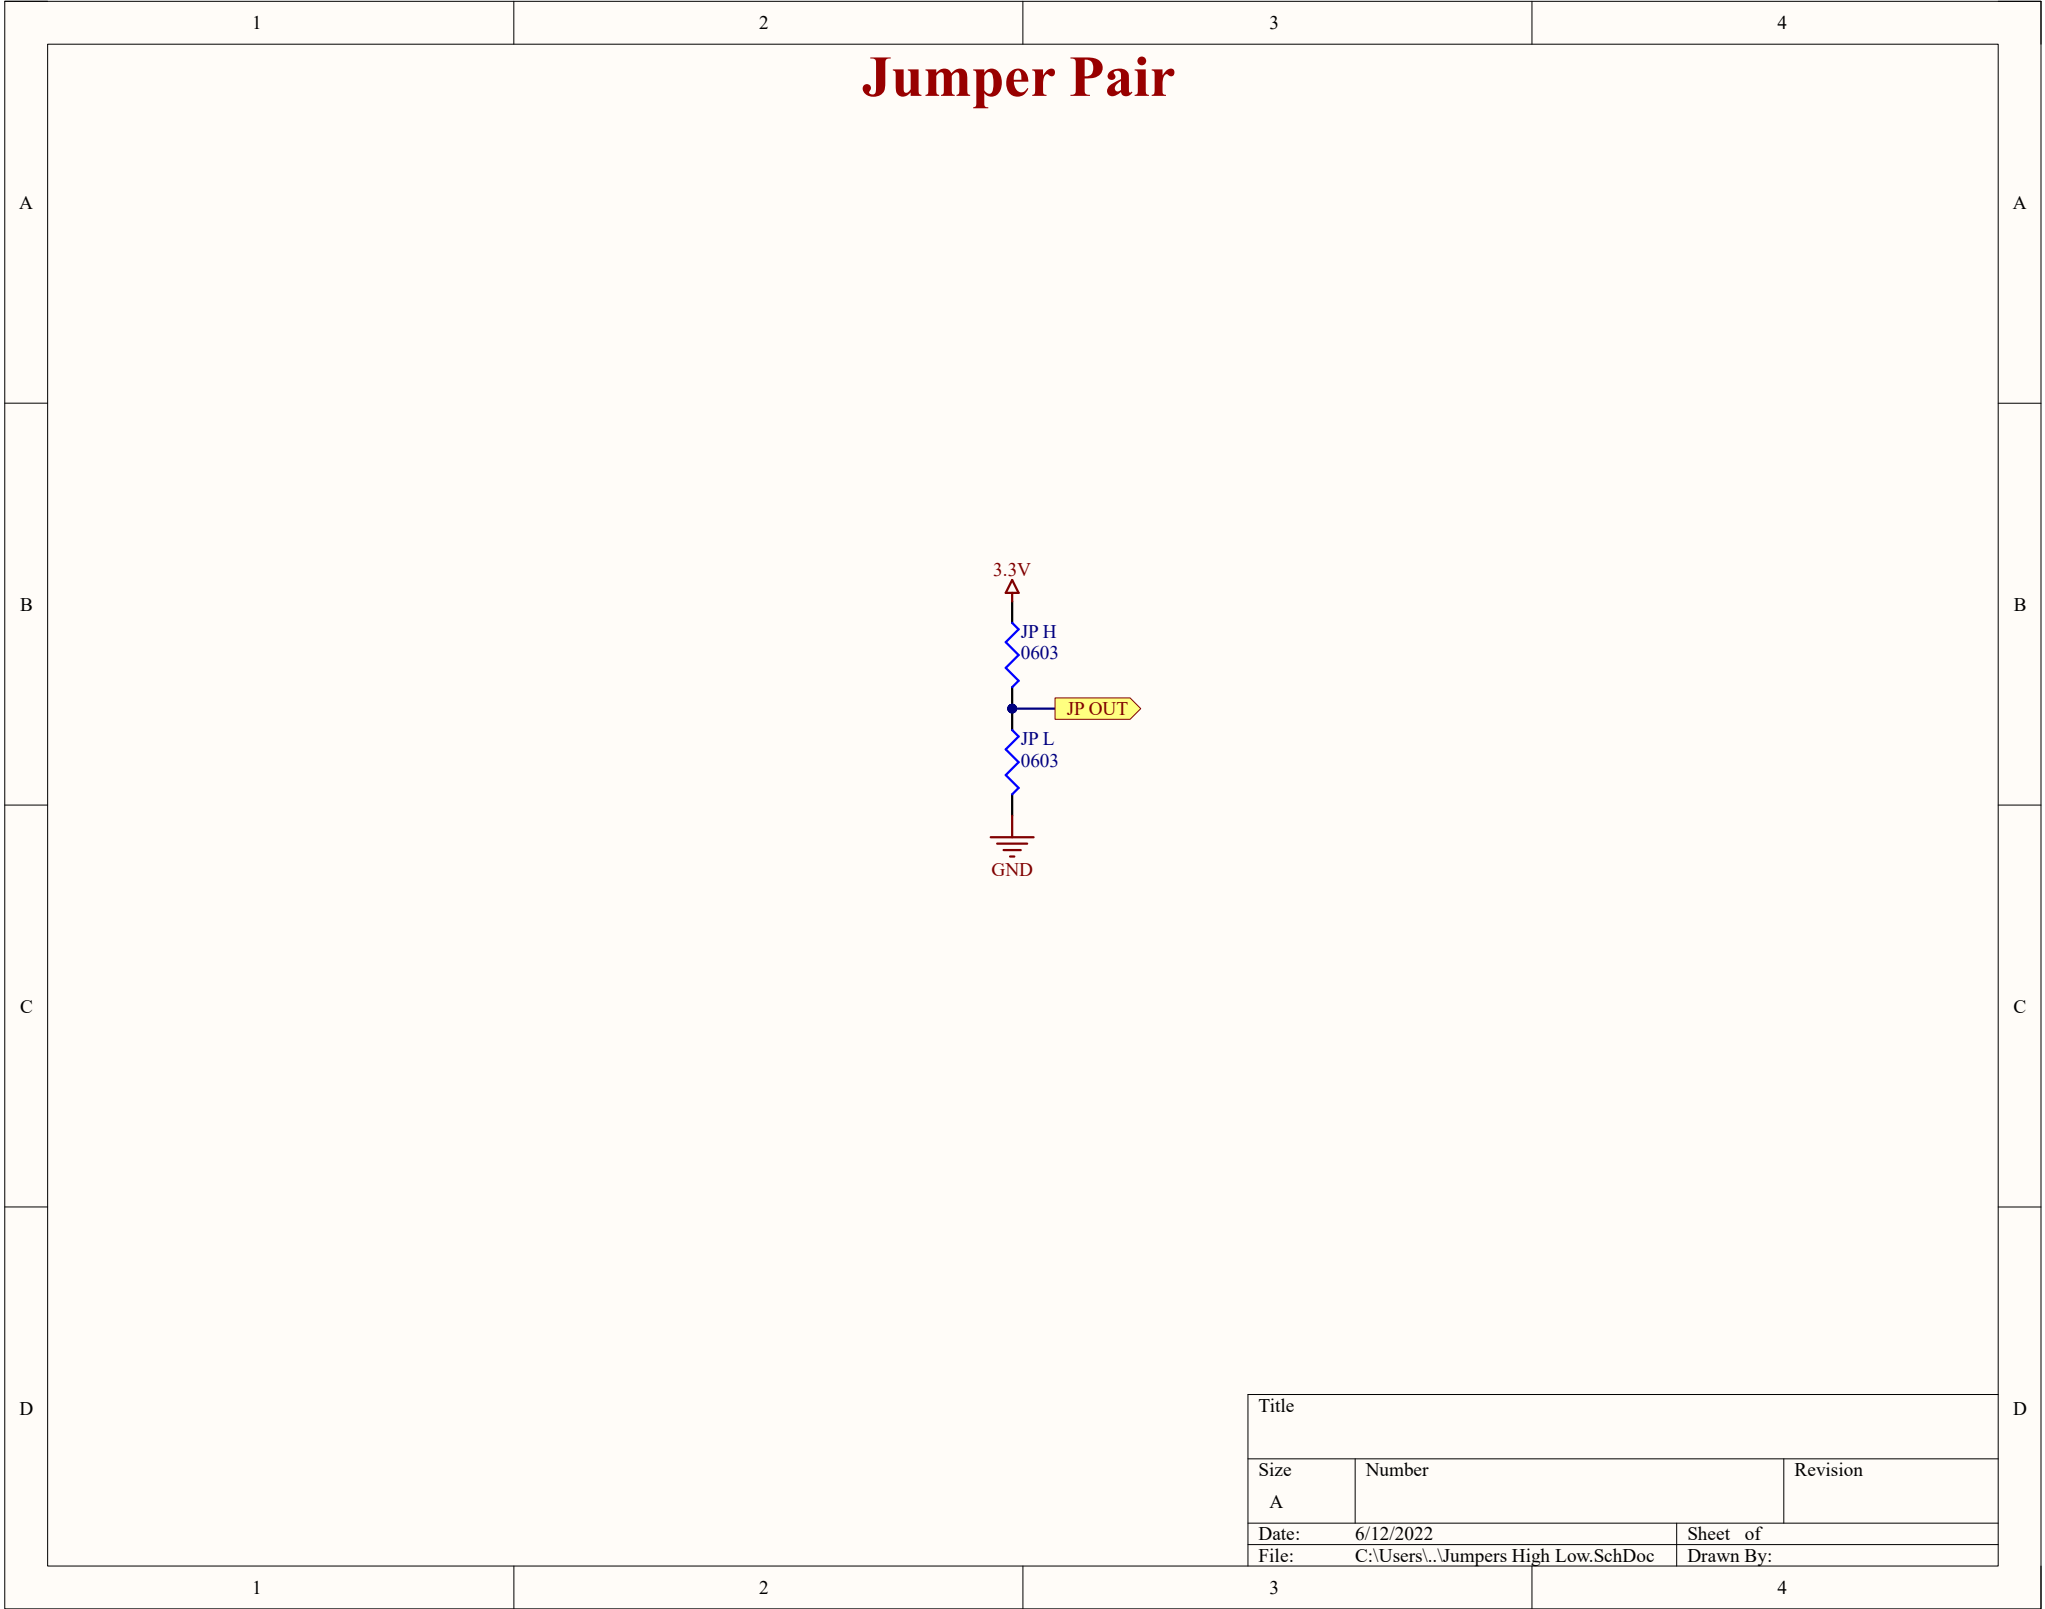 1 2 3 4
Jumper Pair
A A
3.3V
B B
JP H
0603
JP OUT
JP L
0603
GND
C C
D D
Title
Size Number Revision
A
Date: 6/12/2022 Sheet of
File: C:\Users\..\Jumpers High Low.SchDoc Drawn By:
1 2 3 4